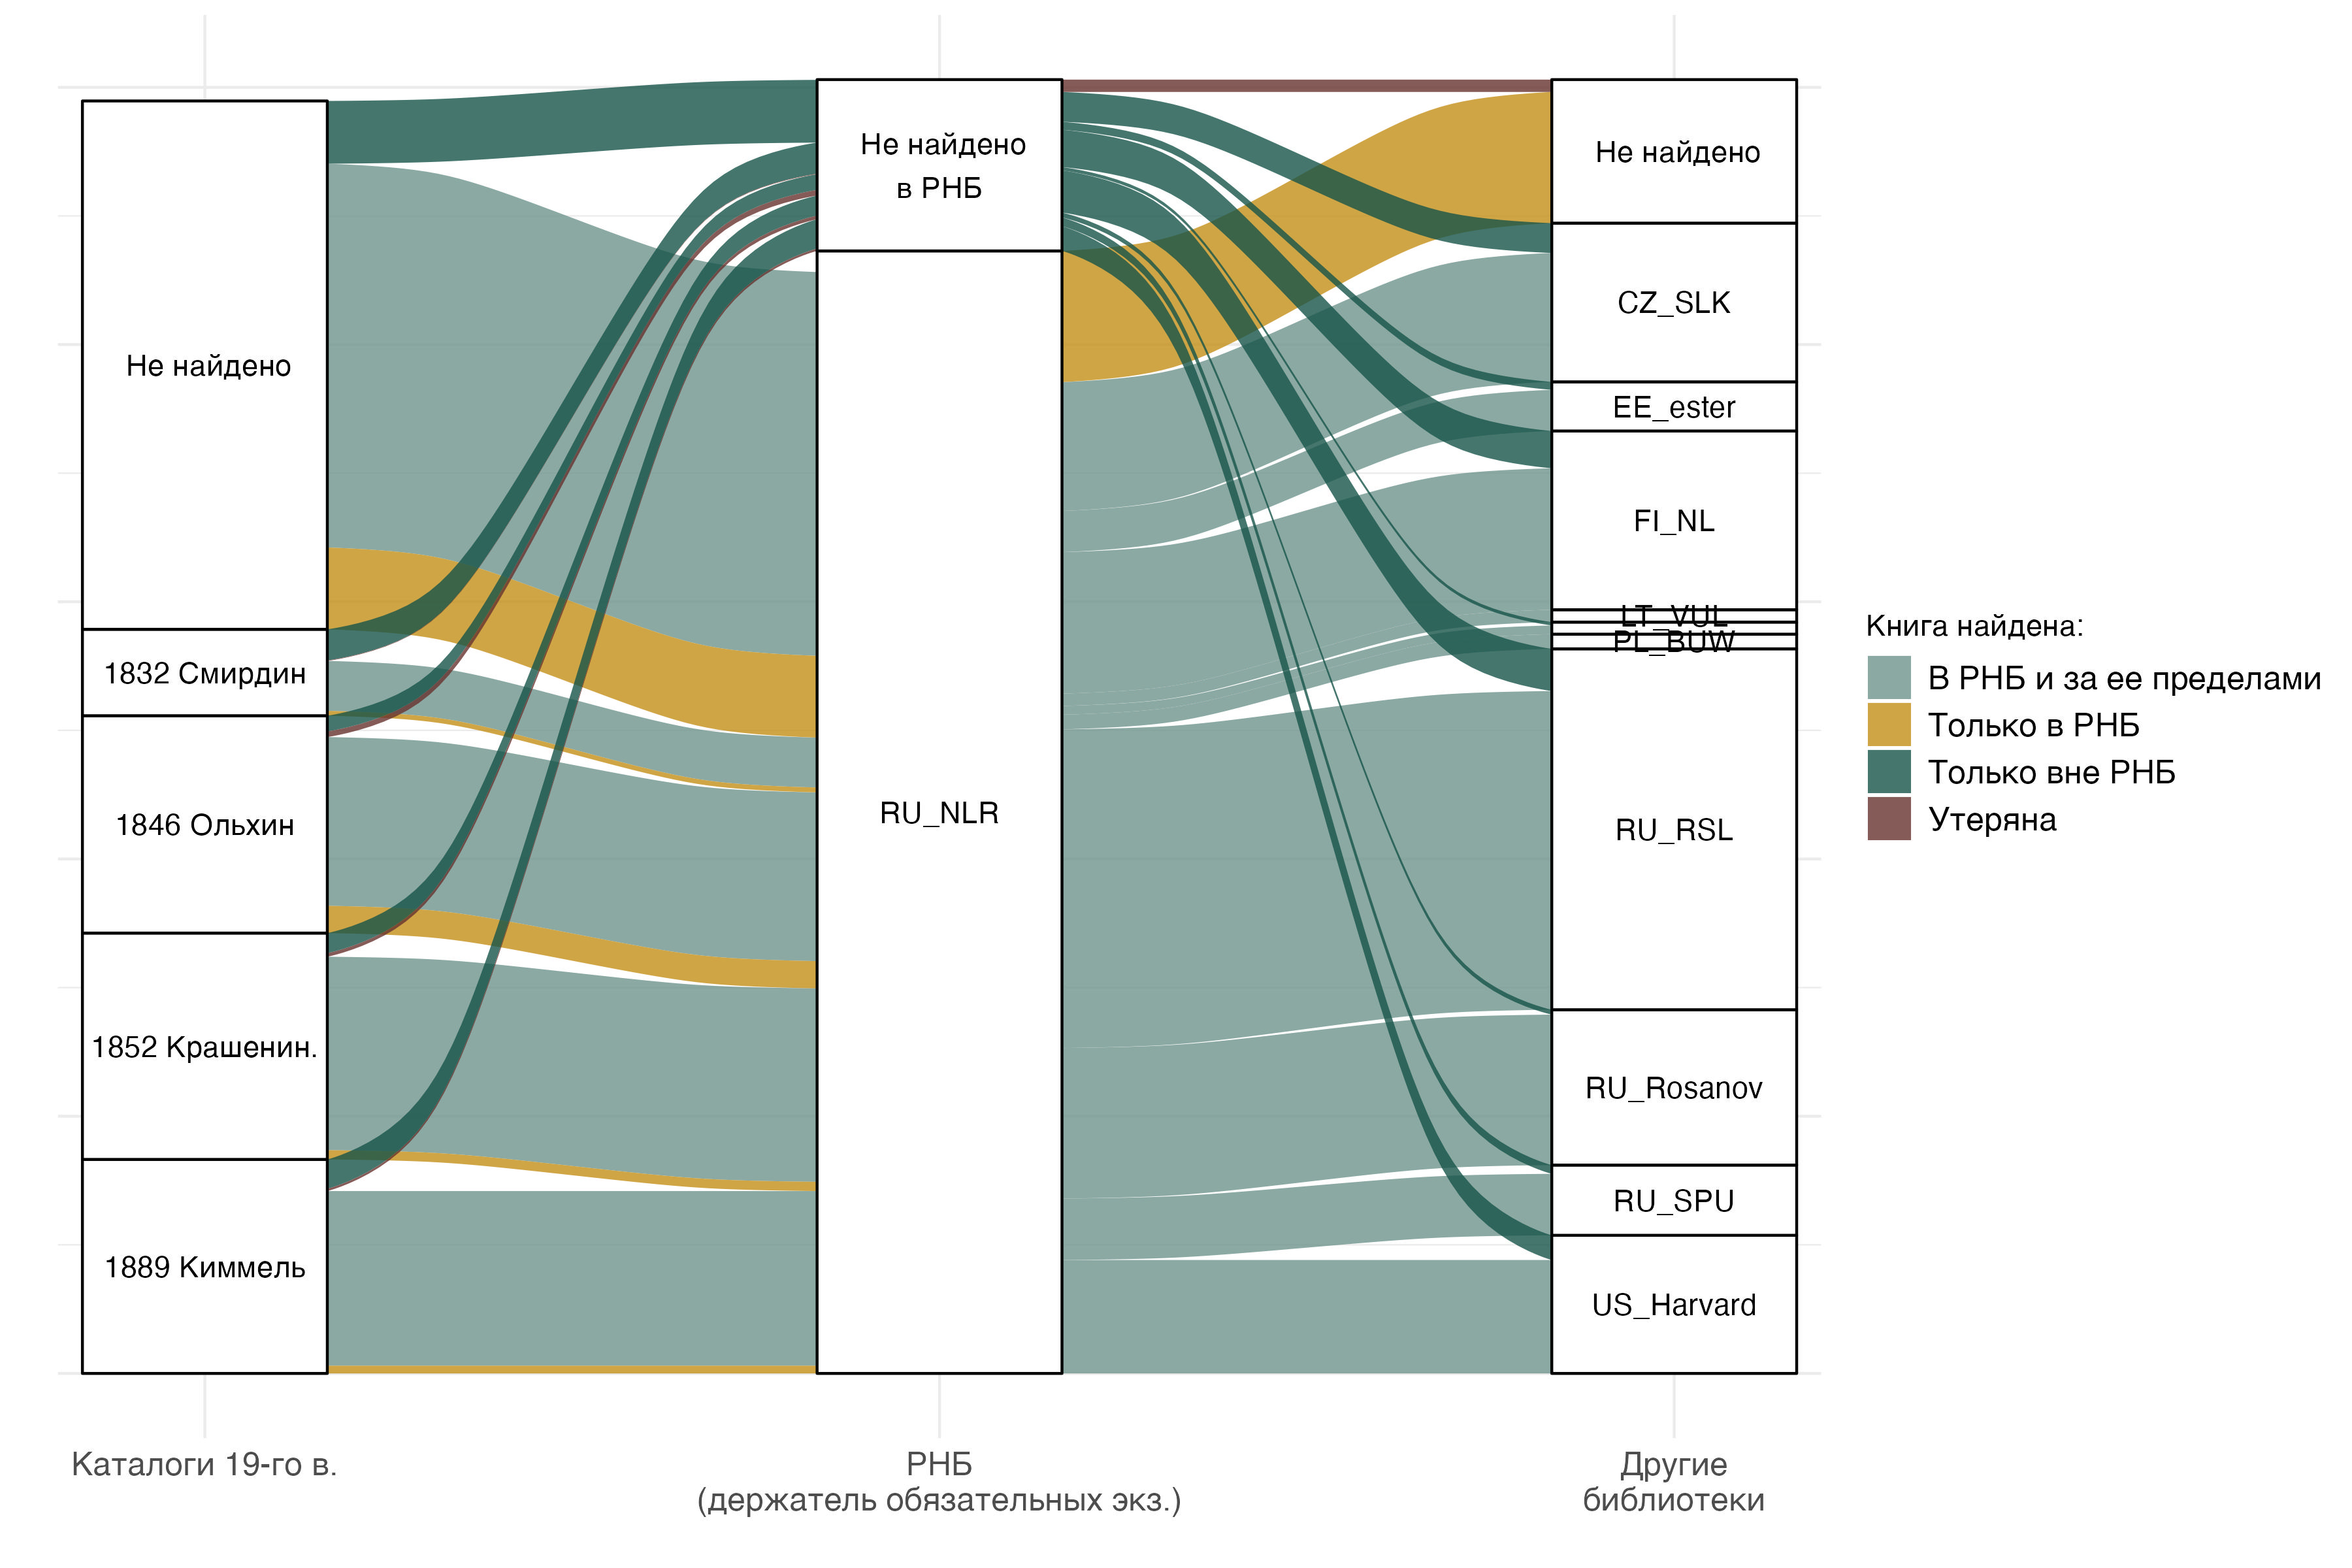 Не найдено
1832 Смирдин
1846 Ольхин
1852 Крашенин.
1889 Киммель
Не найдено
в РНБ
RU_NLR
Не найдено
CZ_SLK
EE_ester
FI_NL
LT_VUL
PL_BUW
RU_RSL
RU_Rosanov
RU_SPU
US_Harvard
Книга найдена:
В РНБ и за ее пределами
Только в РНБ
Только вне РНБ
Утеряна
Каталоги 19-го в.
РНБ
(держатель обязательных экз.)
Другие
библиотеки